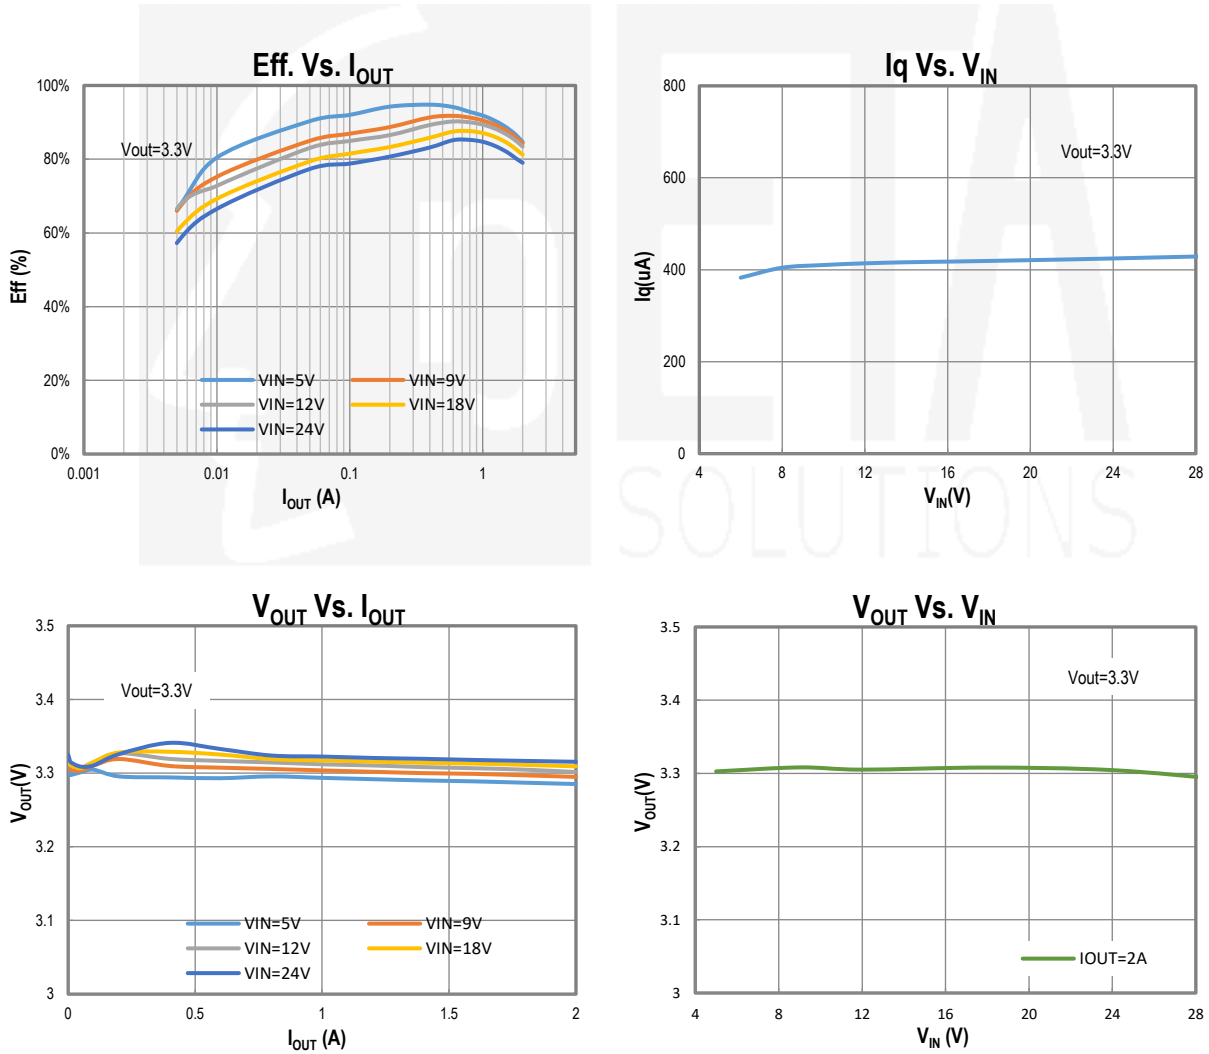 Eff. Vs. IOUT
100%
80%
60%
40%
20%
0%
Eff (%)
Vout=3.3V
VIN=5V
VIN=9V
VIN=12V
VIN=18V
VIN=24V
0.001
0.01
0.1
1
IOUT (A)
Iq Vs. VIN
800
600
400
200
0
Iq(uA)
Vout=3.3V
4
8
12
16
20
24
28
VIN(V)
ETA
SOLUTIONS
VOUT Vs. IOUT
3.5
3.4
3.3
3.2
3.1
3
VOUT(V)
Vout=3.3V
VIN=5V
VIN=9V
VIN=12V
VIN=18V
VIN=24V
0
0.5
1
1.5
2
IOUT (A)
VOUT Vs. VIN
3.5
3.4
3.3
3.2
3.1
3
VOUT(V)
Vout=3.3V
IOUT=2A
4
8
12
16
20
24
28
VIN (V)